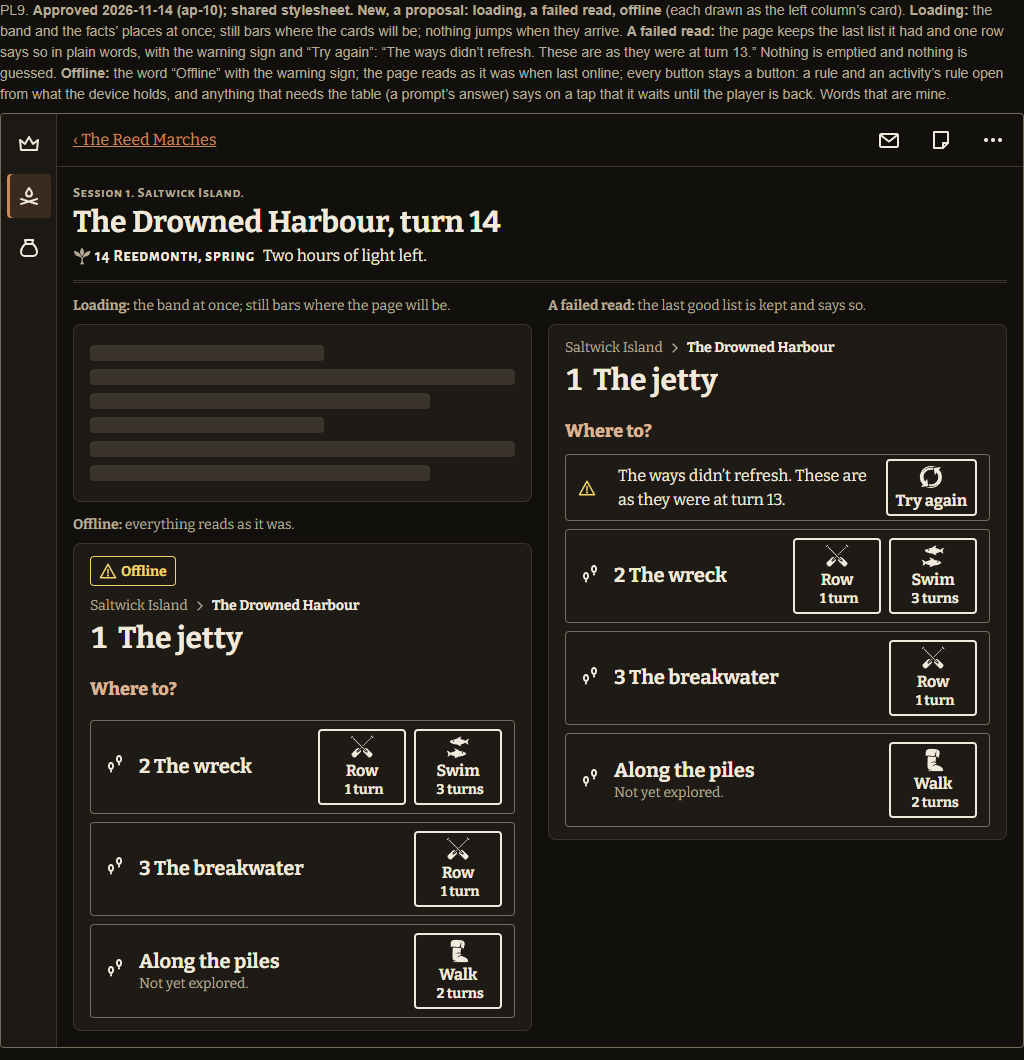 PL9. Approved 2026-11-14 (ap-10); shared stylesheet. New, a proposal: loading, a failed read, offline (each drawn as the left column's card). Loading: the
band and the facts' places at once; still bars where the cards will be; nothing jumps when they arrive. A failed read: the page keeps the last list it had and one row
says so in plain words, with the warning sign and “Try again”: “The ways didn’t refresh. These are as they were at turn 13.” Nothing is emptied and nothing is
guessed. Offline: the word “Offline” with the warning sign; the page reads as it was when last online; every button stays a button: a rule and an activity’s rule open
from what the device holds, and anything that needs the table (a prompt’s answer) says on a tap that it waits until the player is back. Words that are mine.
‹ The Reed Marches
Session 1. Saltwick Island.
The Drowned Harbour, turn 14
14 Reedmonth, spring Two hours of light left.
Loading: the band at once; still bars where the page will be.
Offline: everything reads as it was.
Offline
Saltwick Island > The Drowned Harbour
1 The jetty
Where to?
2 The wreck
Row
1 turn
Swim
3 turns
3 The breakwater
Row
1 turn
Along the piles
Not yet explored.
Walk
2 turns
A failed read: the last good list is kept and says so.
Saltwick Island > The Drowned Harbour
1 The jetty
Where to?
The ways didn’t refresh. These are
as they were at turn 13.
Try again
2 The wreck
Row
1 turn
Swim
3 turns
3 The breakwater
Row
1 turn
Along the piles
Not yet explored.
Walk
2 turns